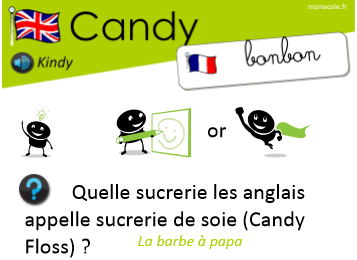 monecole.fr
Candy
Kindy
bonbon
or
Quelle sucrerie les anglais
appelle sucrerie de soie (Candy
Floss) ?
La barbe à papa